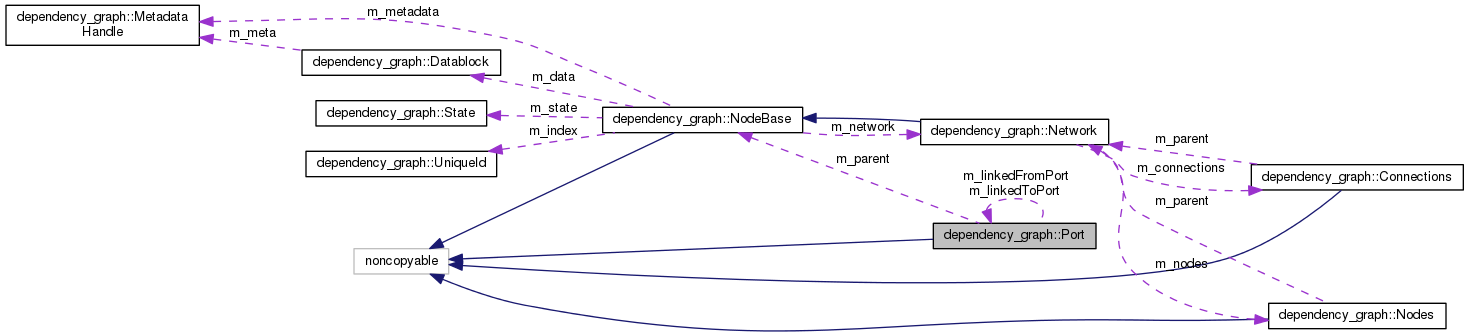 dependency_graph::Metadata
Handle
m_metadata
m_meta
dependency_graph::Datablock
m_data
dependency_graph::State
m_state
dependency_graph::NodeBase
m_index
m_network
dependency_graph::Network
dependency_graph::UniqueId
m_parent
m_parent
m_connections
dependency_graph::Connections
m_linkedFromPort
m_linkedToPort
m_parent
dependency_graph::Port
noncopyable
m_nodes
dependency_graph::Nodes